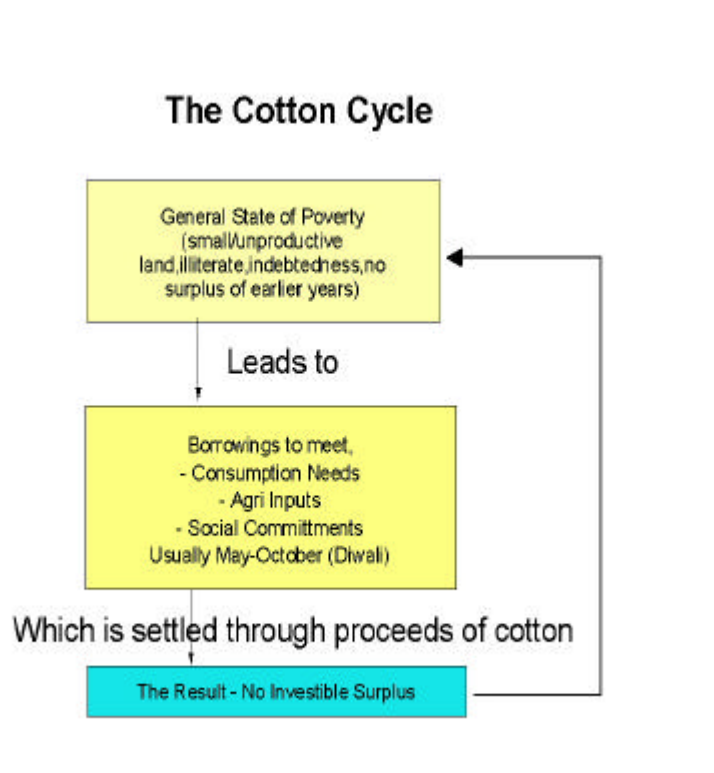 The Cotton Cycle
General State of Poverty
(small/unproductive
land,illiterate,indebtedness,no
surplus of earlier years)
Leads to
Borrowings to meet,
- Consumption Needs
- Agri Inputs
- Social Committments
Usually May-October (Diwali)
Which is settled through proceeds of cotton
The Result - No Investible Surplus